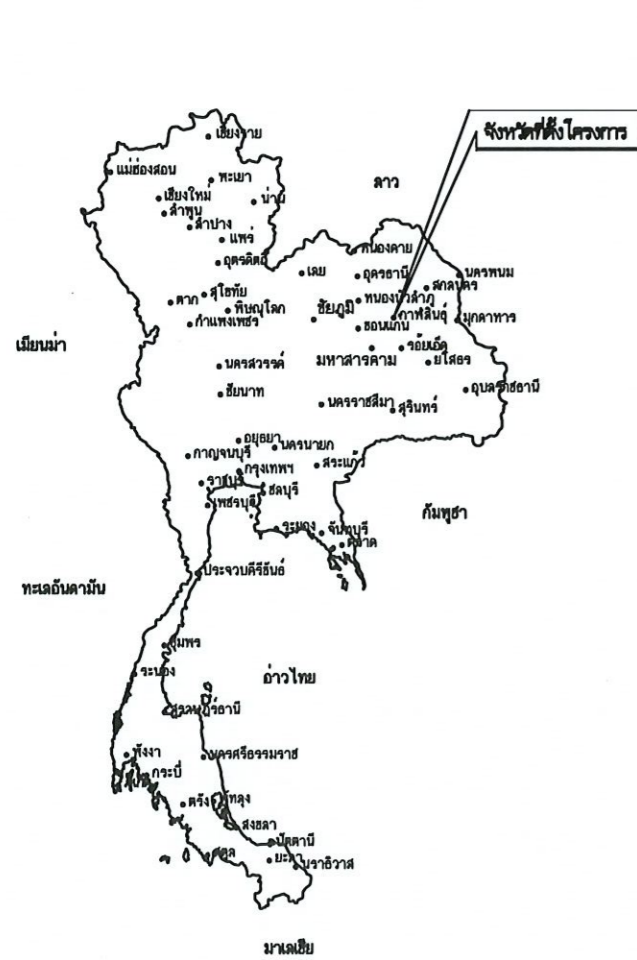 จังหวัดที่ตั้งโครงการ
เชียงราย
แม่ฮ่องสอน
พะเยา
ลาว
เชียงใหม่
น่าน
ลำพูน
ลำปาง
แพร่
หนองคาย
อุตรดิตถ์
เลย
อุดรธานี
นครพนม
สกลนคร
สุโขทัย
ตาก
หนองบัวลำภู
พิษณุโลก
ชัยภูมิ
กาฬสินธุ์
มุกดาหาร
กำแพงเพชร
ขอนแก่น
เมียนม่า
มหาสารคาม
ร้อยเอ็ด
ยโสธร
นครสวรรค์
อุบลราชธานี
ชัยนาท
นครราชสีมา
สุรินทร์
อยุธยา
นครนายก
กาญจนบุรี
สระแก้ว
กรุงเทพฯ
ราชบุรี
ชลบุรี
เพชรบุรี
กัมพูชา
ระยอง
จันทบุรี
ตราด
ประจวบคีรีขันธ์
ทะเลอันดามัน
ชุมพร
ระนอง
อ่าวไทย
สุราษฎร์ธานี
พังงา
นครศรีธรรมราช
กระบี่
ตรัง
พัทลุง
สงขลา
ปัตตานี
สตูล
ยะลา
นราธิวาส
มาเลเซีย